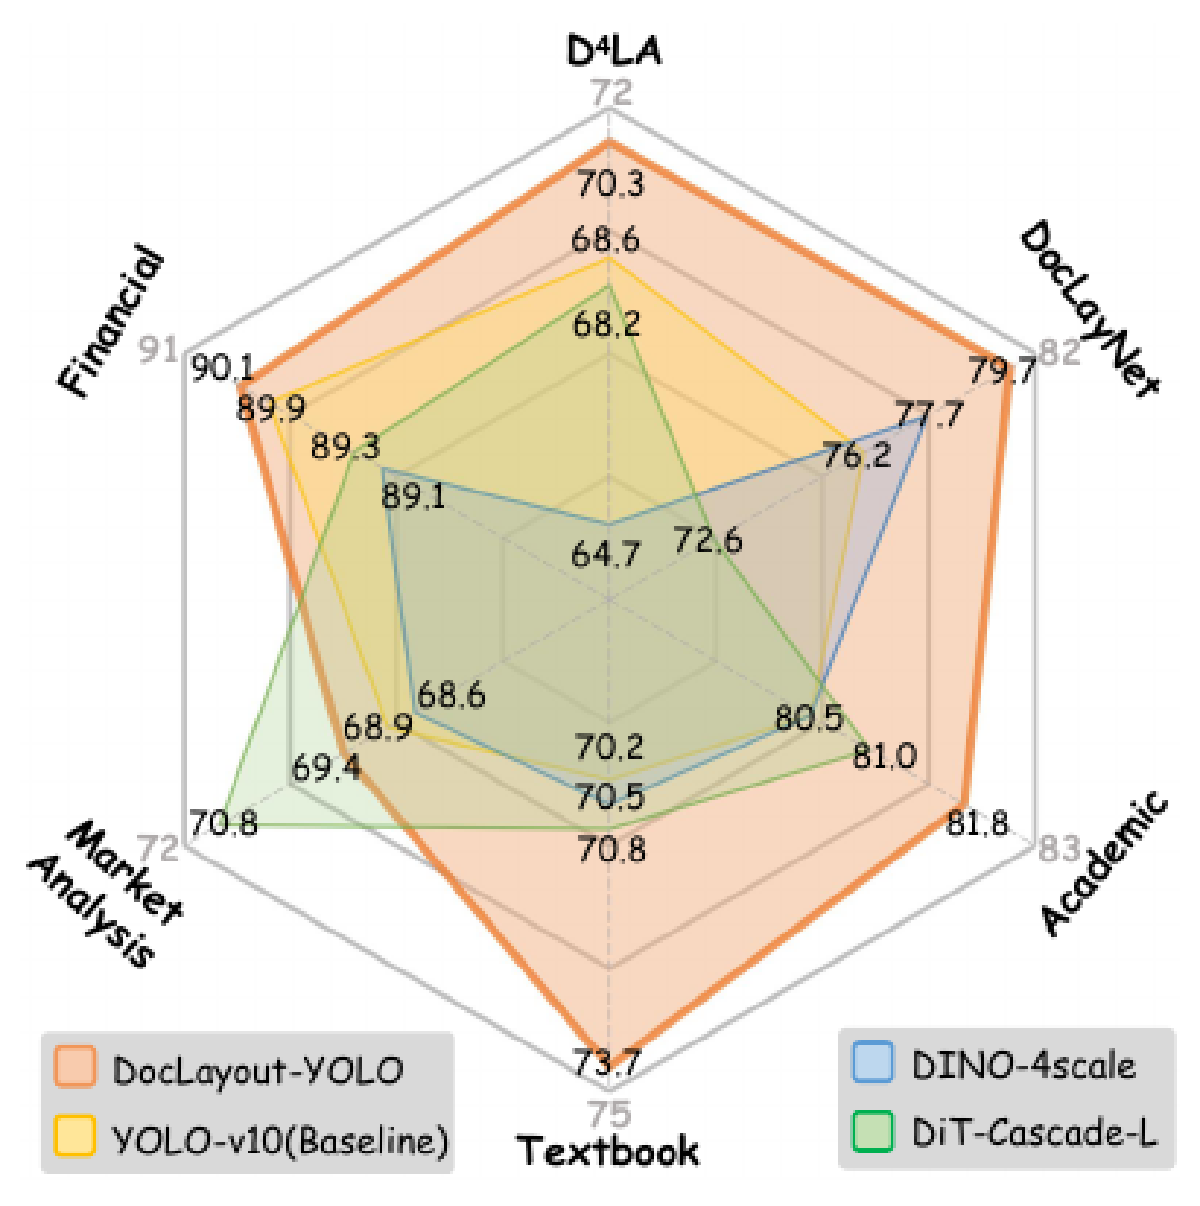 D⁴LA
72
70.3
68.6
68.2
64.7
DocLayNet
82
79.7
77.7
76.2
72.6
Financial
91
90.1
89.9
89.3
89.1
68.6
68.9
69.4
70.8
72
Market
Analysis
80.5
81.0
81.8
83
Academic
70.2
70.5
70.8
73.7
75
Textbook
DocLayout-YOLO
YOLO-v10(Baseline)
DINO-4scale
DiT-Cascade-L